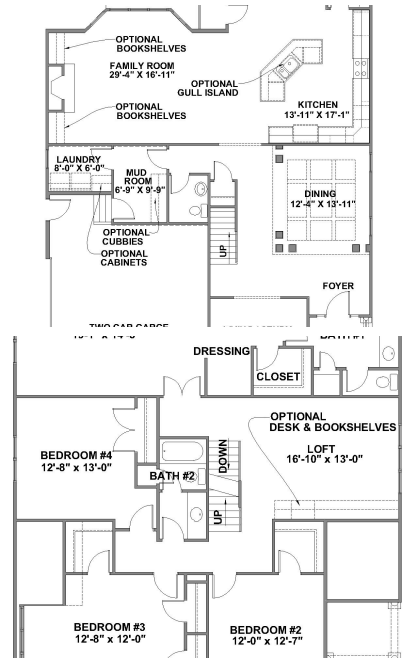 OPTIONAL
BOOKSHELVES
FAMILY ROOM
29'-4" X 16'-11"
OPTIONAL
GULL ISLAND
OPTIONAL
BOOKSHELVES
KITCHEN
13'-11" X 17'-1"
LAUNDRY
8'-0" X 6'-0"
MUD
ROOM
6'-9" X 9'-9"
DINING
12'-4" X 13'-11"
OPTIONAL
CUBBIES
OPTIONAL
CABINETS
UP
FOYER
DRESSING
CLOSET
OPTIONAL
DESK & BOOKSHELVES
LOFT
16'-10" x 13'-0"
BEDROOM #4
12'-8" x 13'-0"
BATH #2
DOWN
UP
BEDROOM #3
12'-8" x 12'-0"
BEDROOM #2
12'-0" x 12'-7"